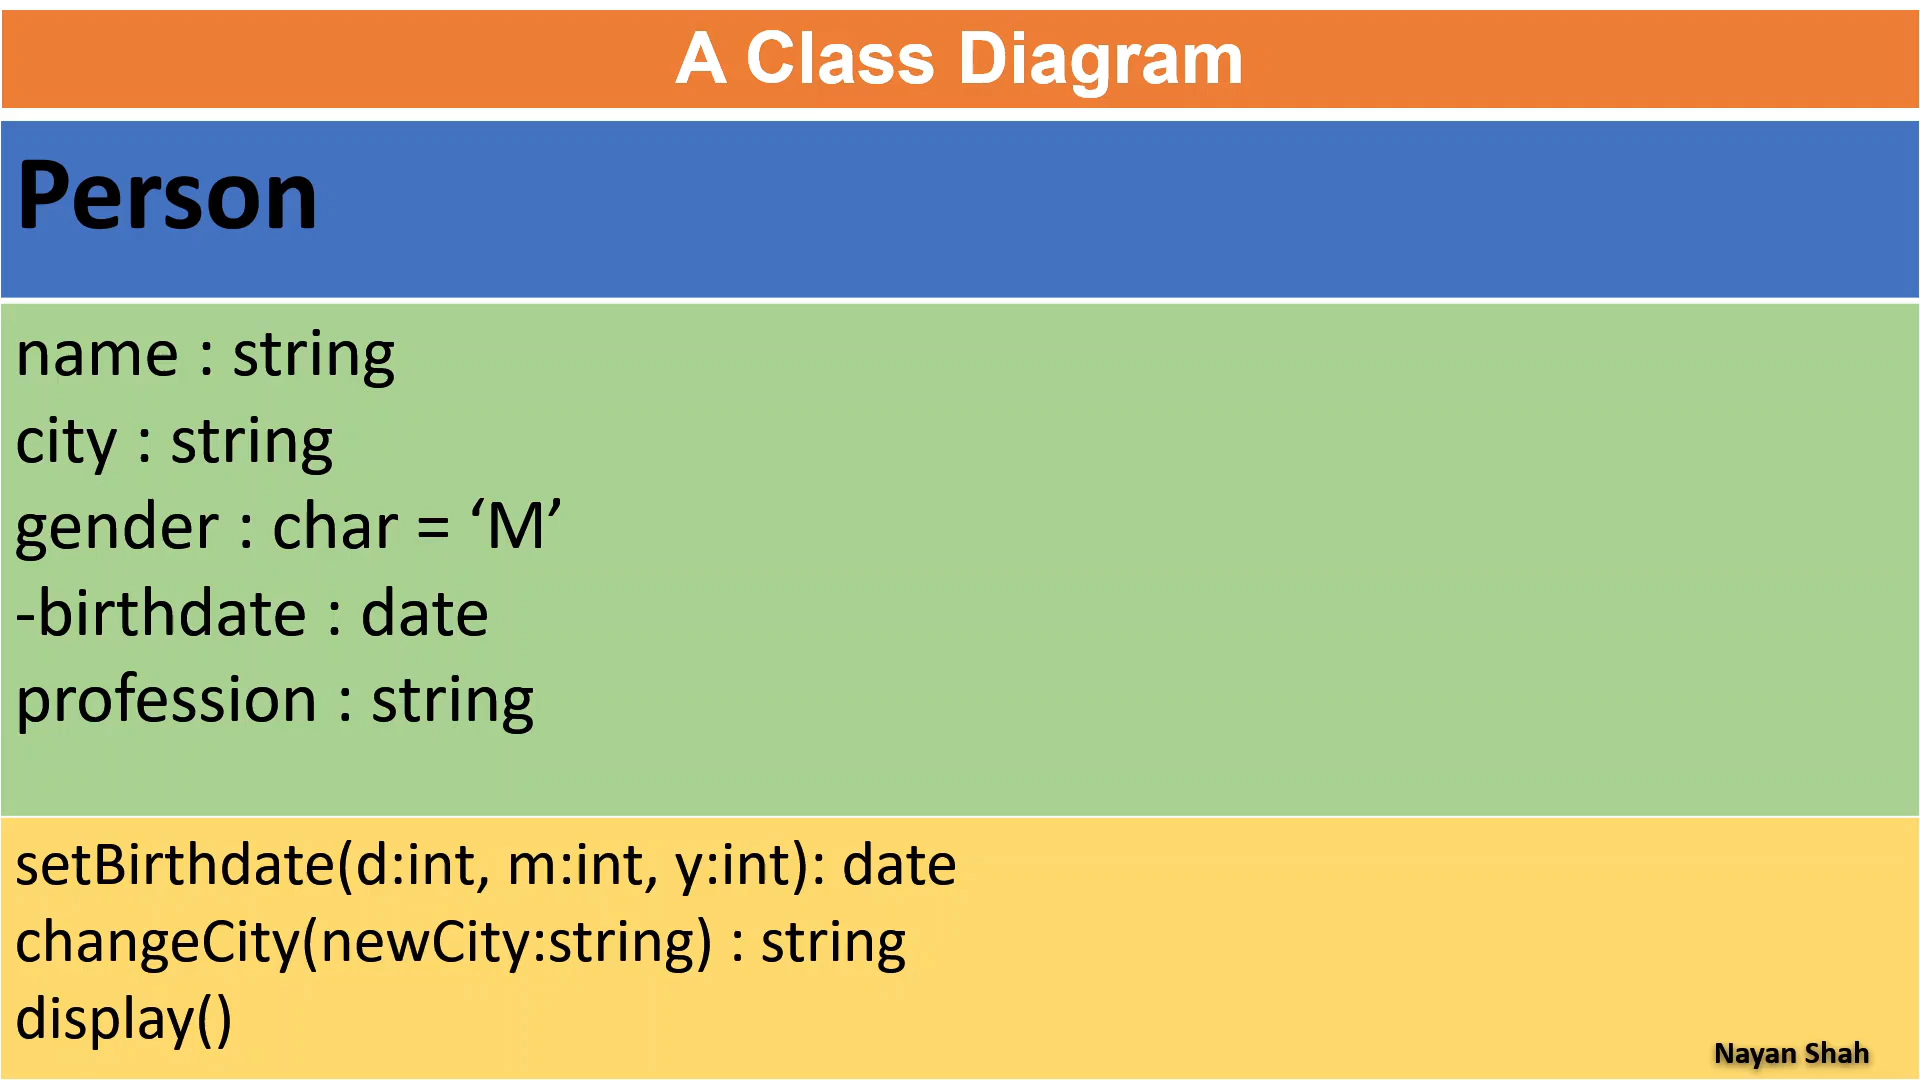 A Class Diagram
Person
name : string
city : string
gender : char = ‘M’
-birthdate : date
profession : string
setBirthdate(d:int, m:int, y:int): date
changeCity(newCity:string) : string
display()
Nayan Shah